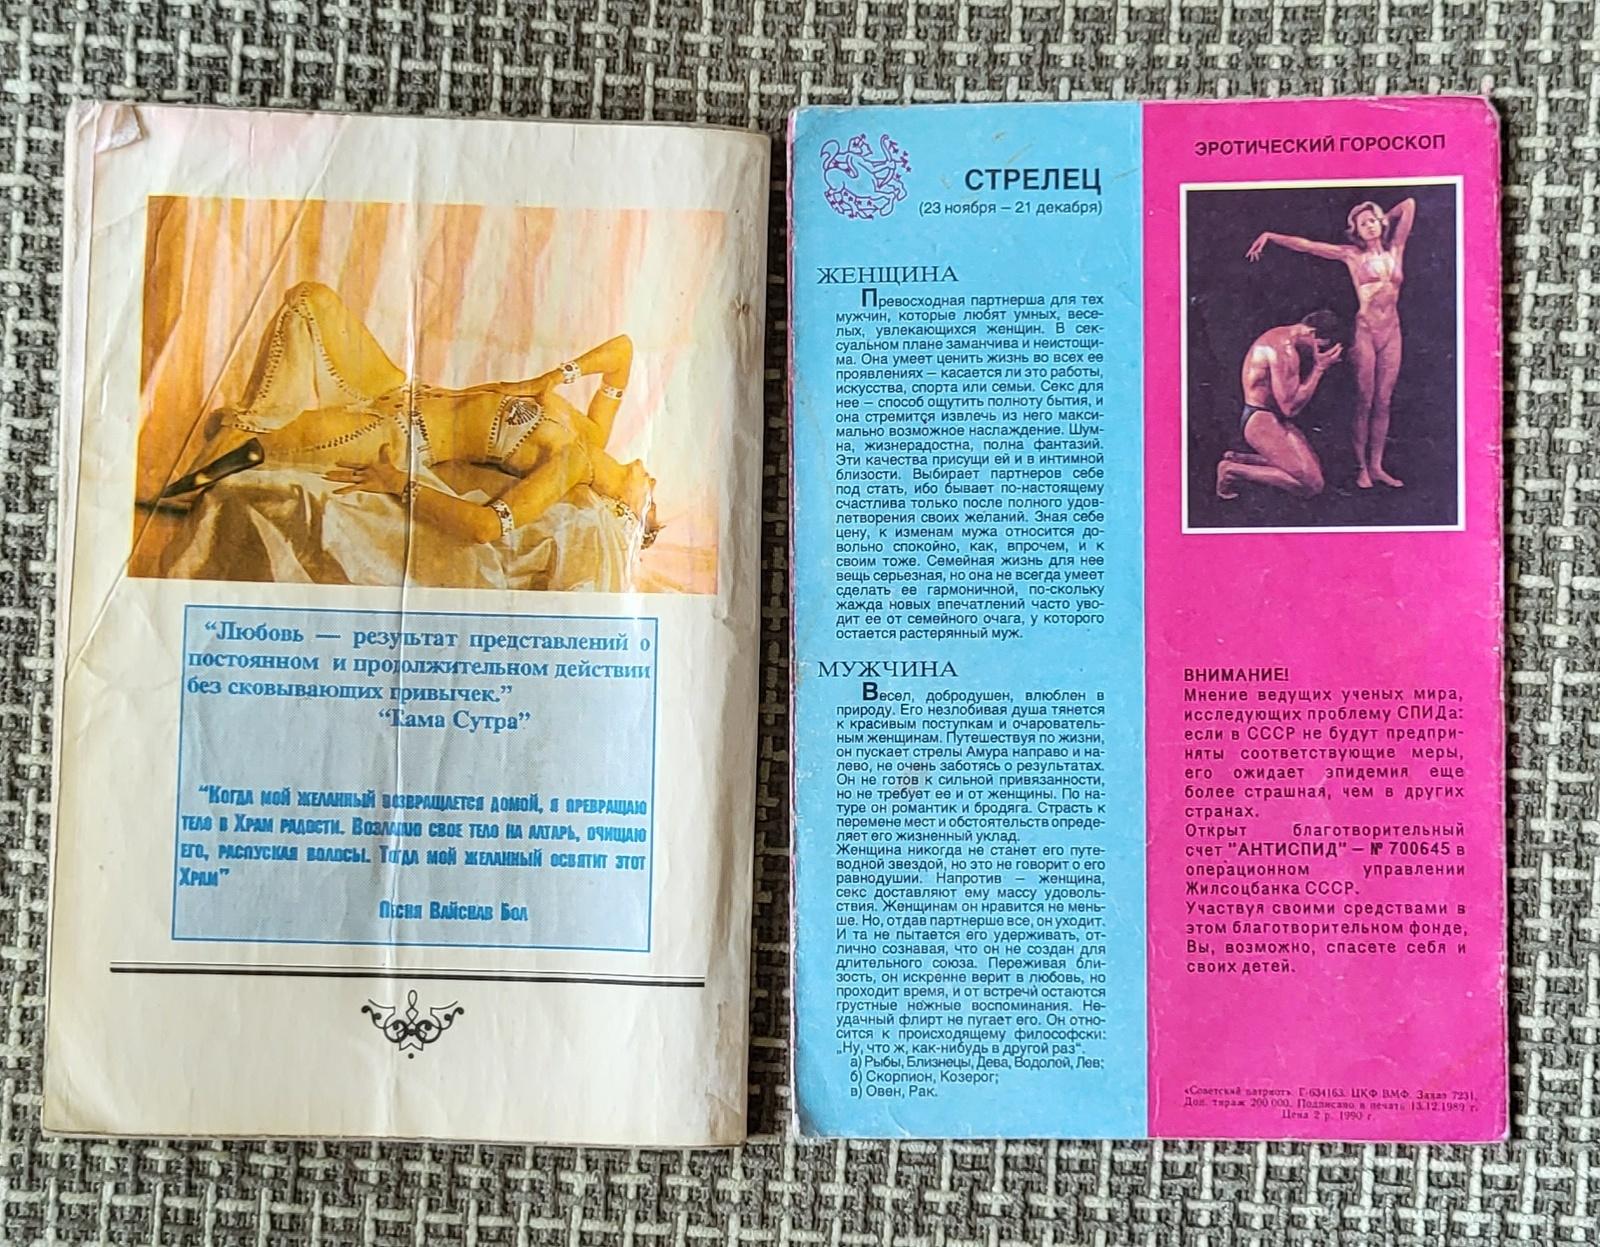 “Любовь — результат представлений о
постоянном и продолжительном действии
без сковывающих привычек.”
“Кама Сутра”
“Когда мой желанный возвращается домой, я превращаю
тело в Храм радости. Возлагаю свое тело на алтарь, очищаю
его, распуская волосы. Тогда мой желанный освятит этот
Храм”
Песня Вайснав Бол
СТРЕЛЕЦ
(23 ноября – 21 декабря)
ЖЕНЩИНА
Превосходная партнерша для тех
мужчин, которые любят умных, весе-
лых, увлекающихся женщин. В сек-
суальном плане заманчива и неистощи-
ма. Она умеет ценить жизнь во всех ее
проявлениях – касается ли это работы,
искусства, спорта или семьи. Секс для
нее – способ ощутить полноту бытия, и
она стремится извлечь из него макси-
мально возможное наслаждение. Шум-
на, жизнерадостна, полна фантазий.
Эти качества присущи ей и в интимной
близости. Выбирает партнеров себе
под стать, ибо бывает по-настоящему
счастлива только после полного удов-
летворения своих желаний. Зная себе
цену, к изменам мужа относится до-
вольно спокойно, как, впрочем, и к
своим тоже. Семейная жизнь для нее
вещь серьезная, но она не всегда умеет
сделать ее гармоничной, по-скольку
жажда новых впечатлений часто уво-
дит ее от семейного очага, у которого
остается растерянный муж.
МУЖЧИНА
Весел, добродушен, влюблен в
природу. Его незлобивая душа тянется
к красивым поступкам и очарователь-
ным женщинам. Путешествуя по жизни,
он пускает стрелы Амура направо и на-
лево, не очень заботясь о результатах.
Он не готов к сильной привязанности,
но не требует ее и от женщины. По на-
туре он романтик и бродяга. Страсть к
перемене мест и обстоятельств опреде-
ляет его жизненный уклад.
Женщина никогда не станет его путе-
водной звездой, но это не говорит о его
равнодушии. Напротив – женщина,
секс доставляют ему массу удоволь-
ствия. Женщинам он нравится не мень-
ше. Но, отдав партнерше все, он уходит.
И та не пытается его удерживать, от-
лично сознавая, что он не создан для
длительного союза. Переживая бли-
зость, он искренне верит в любовь, но
проходит время, и от встречи остаются
грустные нежные воспоминания. Не-
удачный флирт не пугает его. Он отно-
сится к происходящему философски:
„Ну, что ж, как-нибудь в другой раз“.
а) Рыбы, Близнецы, Дева, Водолей, Лев;
б) Скорпион, Козерог;
в) Овен, Рак.
ЭРОТИЧЕСКИЙ ГОРОСКОП
ВНИМАНИЕ!
Мнение ведущих ученых мира,
исследующих проблему СПИДа:
если в СССР не будут предпри-
няты соответствующие меры,
его ожидает эпидемия еще
более страшная, чем в других
странах.
Открыт благотворительный
счет "АНТИСПИД" – № 700645 в
операционном управлении
Жилсоцбанка СССР.
Участвуя своими средствами в
этом благотворительном фонде,
Вы, возможно, спасете себя и
своих детей.
«Советский патриот». Г-634163. ЦКФ ВМФ. Заказ 7231.
Доп. тираж 200 000. Подписано в печать 13.12.1989 г.
Цена 2 р. 1990 г.